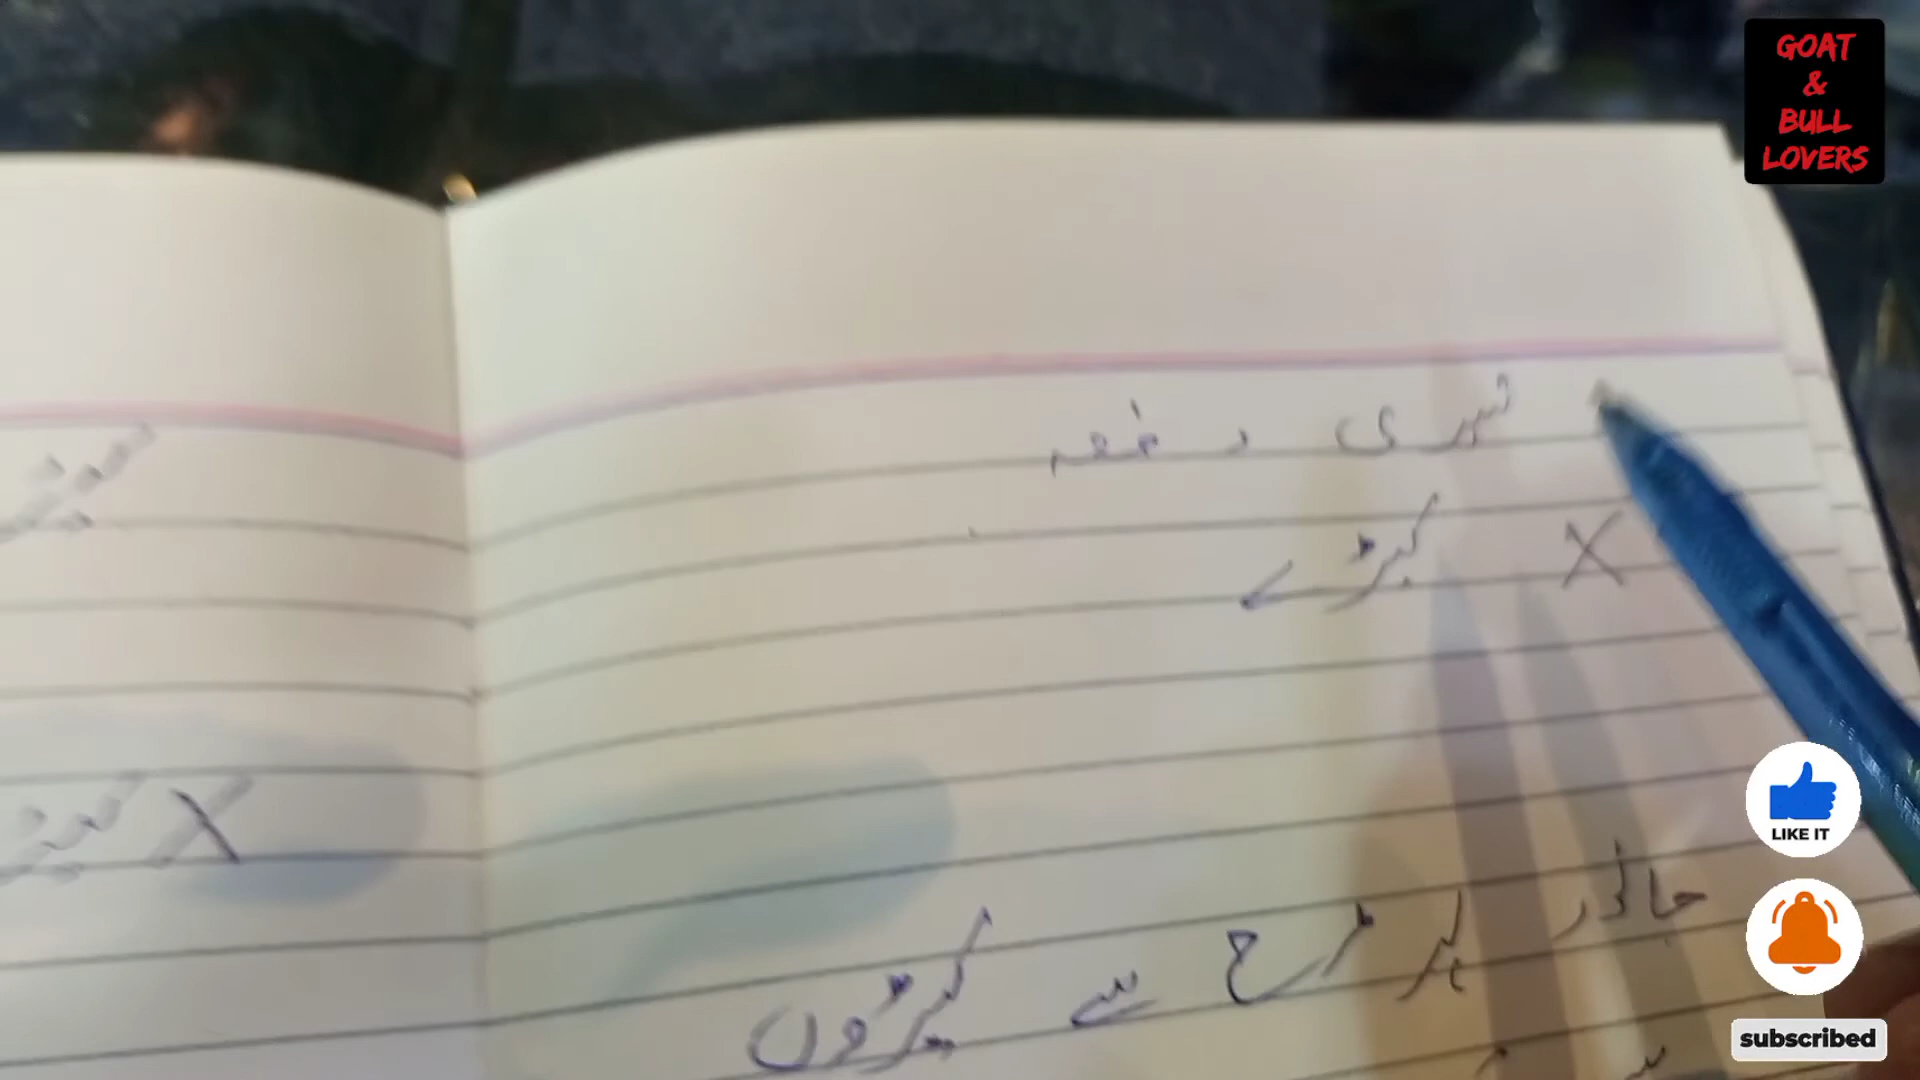 تیسری دفعہ
X کیڑے
جانور ہر طرح سے کیڑوں
X
GOAT
&
BULL
LOVERS
LIKE IT
subscribed